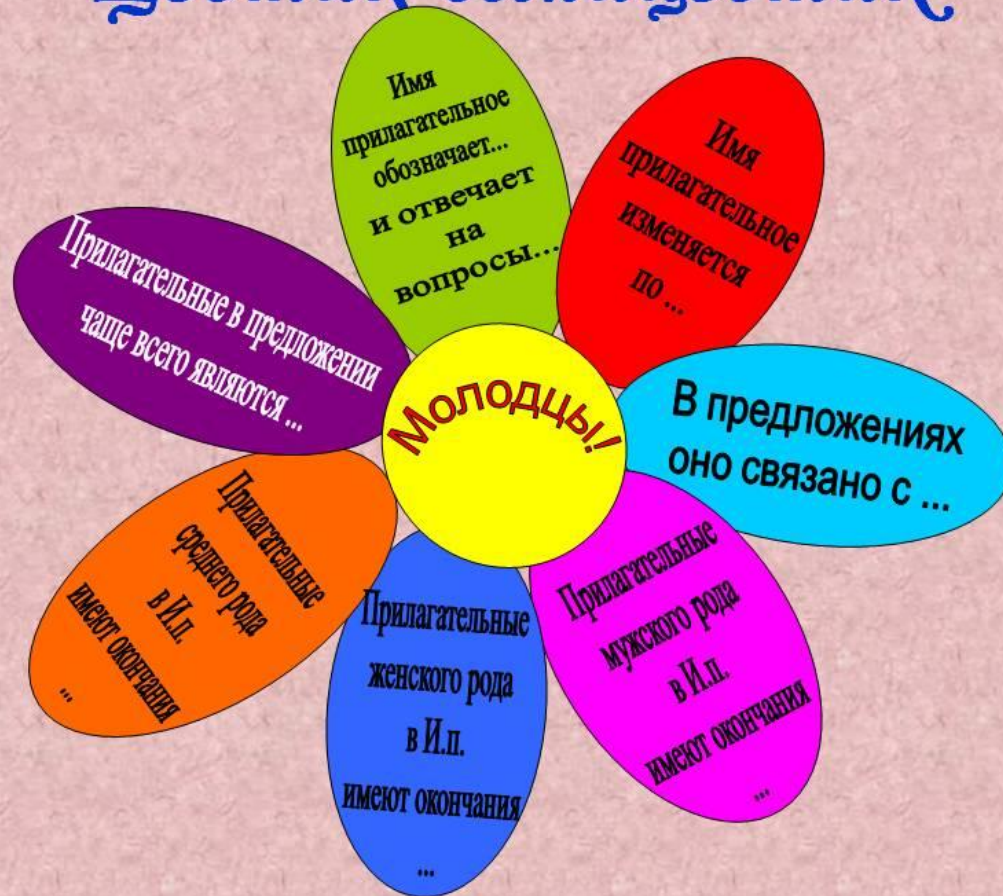 Имя
прилагательное
обозначает...
и отвечает
на
вопросы...
Имя
прилагательное
изменяется
по ...
В предложениях
оно связано с ...
Прилагательные
мужского рода
в И.п.
имеют окончания
...
Прилагательные
женского рода
в И.п.
имеют окончания
...
Прилагательные
среднего рода
в И.п.
имеют окончания
...
Прилагательные в предложении
чаще всего являются ...
Молодцы!